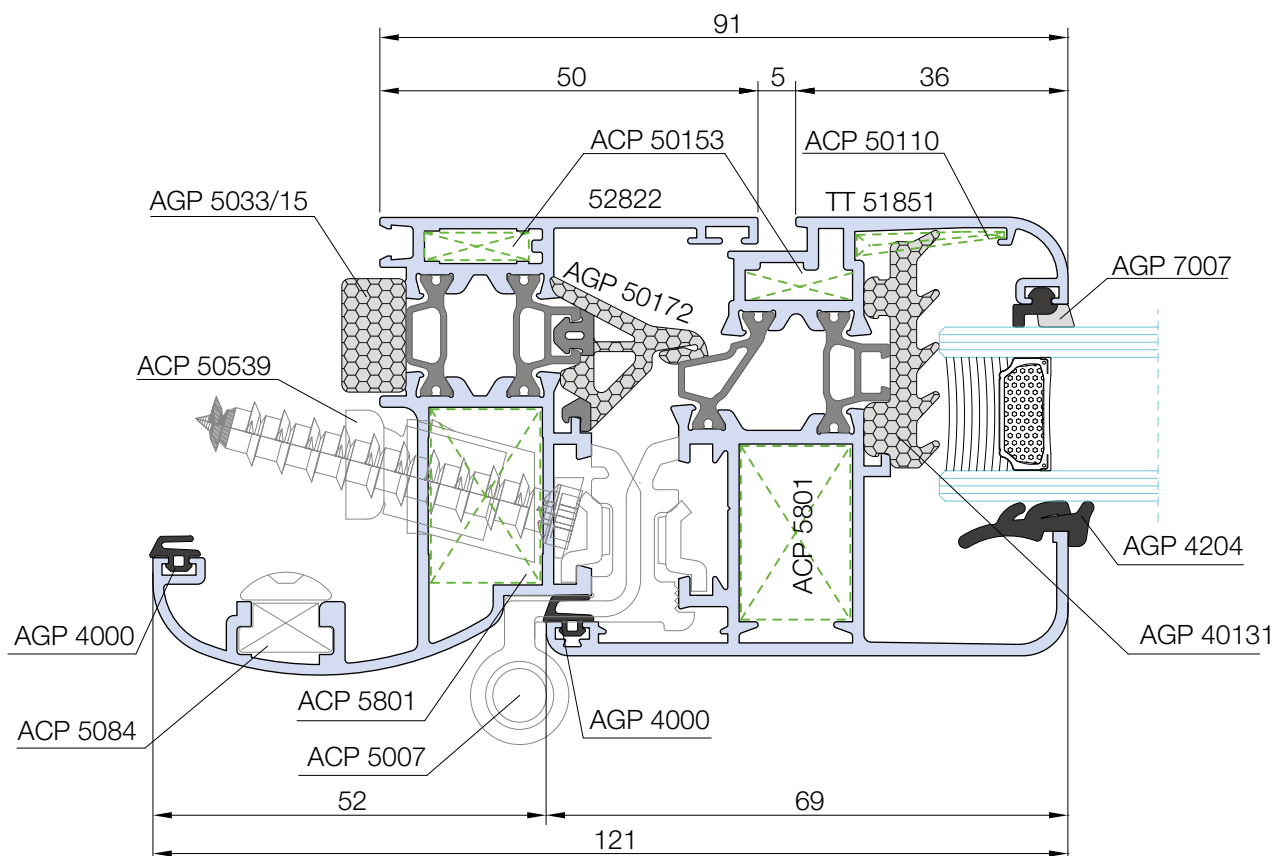 91
50
5
36
ACP 50153
ACP 50110
AGP 5033/15
52822
TT 51851
AGP 50172
AGP 7007
ACP 50539
ACP 5801
AGP 4204
AGP 4000
AGP 40131
ACP 5801
ACP 5084
AGP 4000
ACP 5007
52
69
121